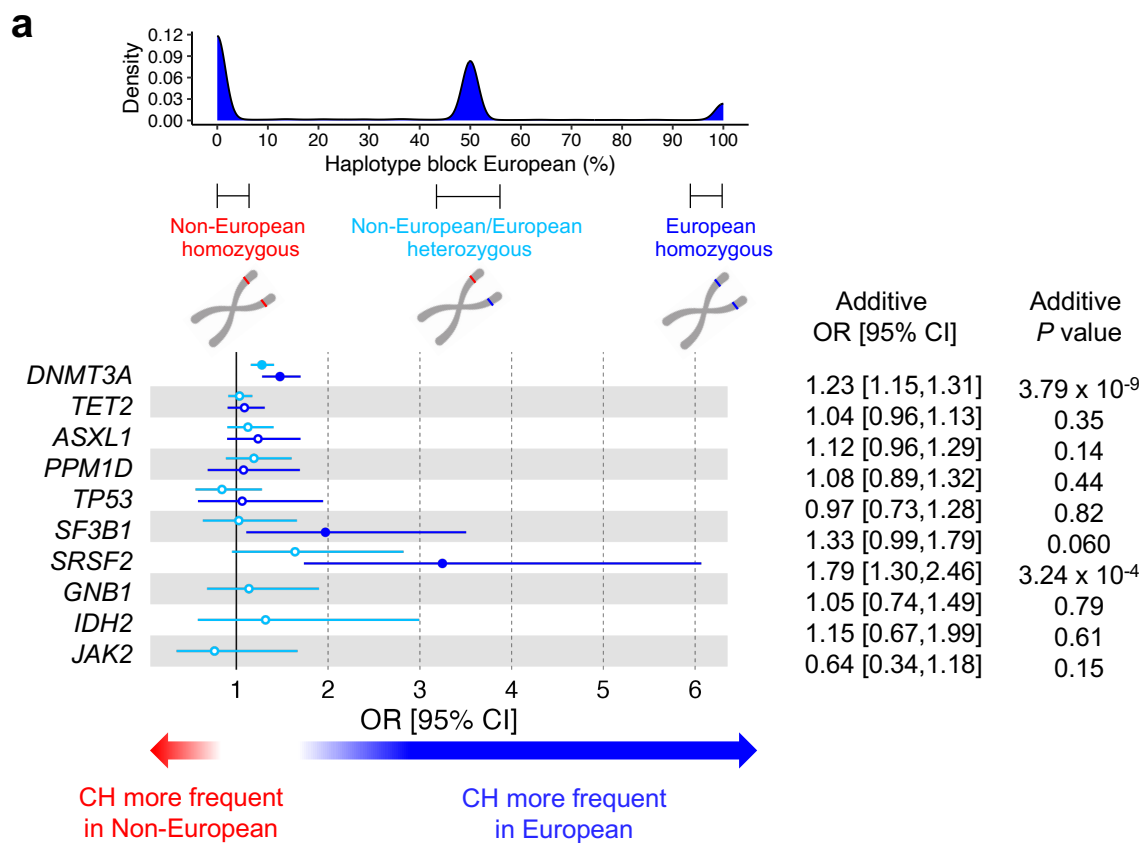 a
Density
0.12
0.09
0.06
0.03
0.00
0 10 20 30 40 50 60 70 80 90 100
Haplotype block European (%)
Non-European
homozygous
Non-European/European
heterozygous
European
homozygous
Additive
OR [95% CI]
Additive
P value
DNMT3A 1.23 [1.15,1.31] 3.79 x 10-9
TET2 1.04 [0.96,1.13] 0.35
ASXL1 1.12 [0.96,1.29] 0.14
PPM1D 1.08 [0.89,1.32] 0.44
TP53 0.97 [0.73,1.28] 0.82
SF3B1 1.33 [0.99,1.79] 0.060
SRSF2 1.79 [1.30,2.46] 3.24 x 10-4
GNB1 1.05 [0.74,1.49] 0.79
IDH2 1.15 [0.67,1.99] 0.61
JAK2 0.64 [0.34,1.18] 0.15
1 2 3 4 5 6
OR [95% CI]
CH more frequent
in Non-European
CH more frequent
in European